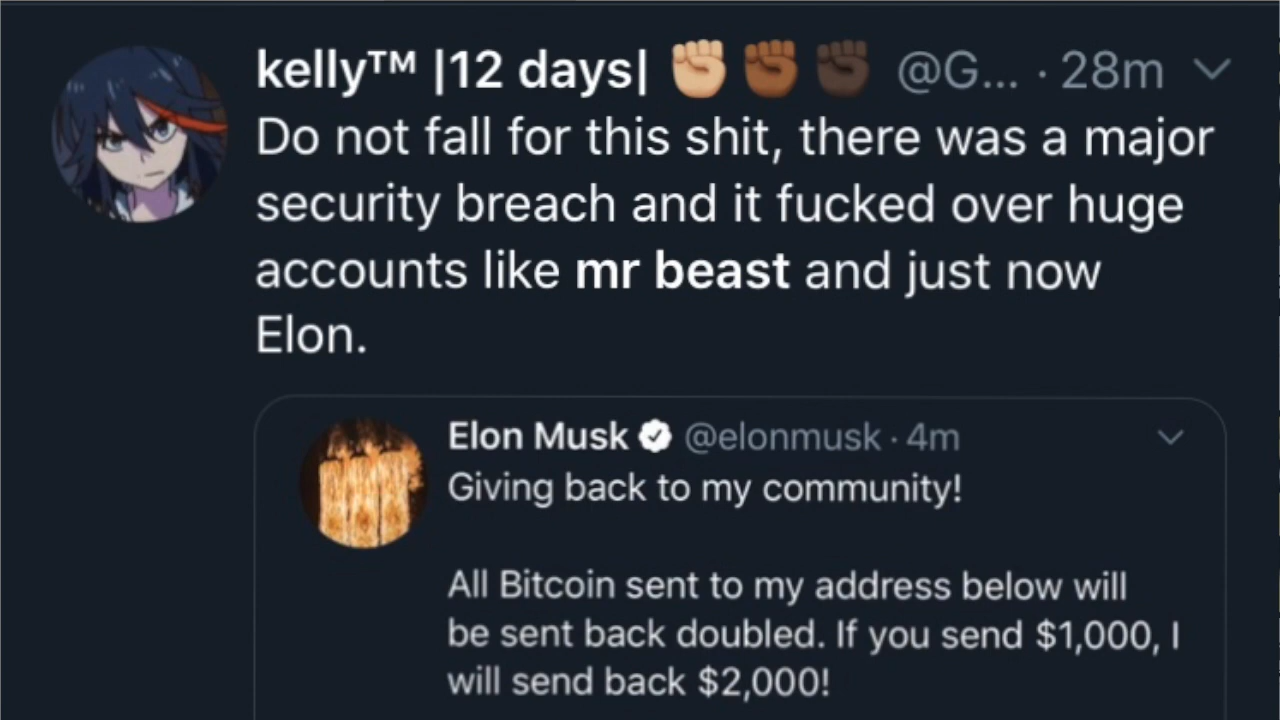 kelly™ |12 days| ✊🏼✊🏾✊🏿 @G... · 28m
Do not fall for this shit, there was a major
security breach and it fucked over huge
accounts like mr beast and just now
Elon.
Elon Musk @elonmusk · 4m
Giving back to my community!
All Bitcoin sent to my address below will
be sent back doubled. If you send $1,000, I
will send back $2,000!